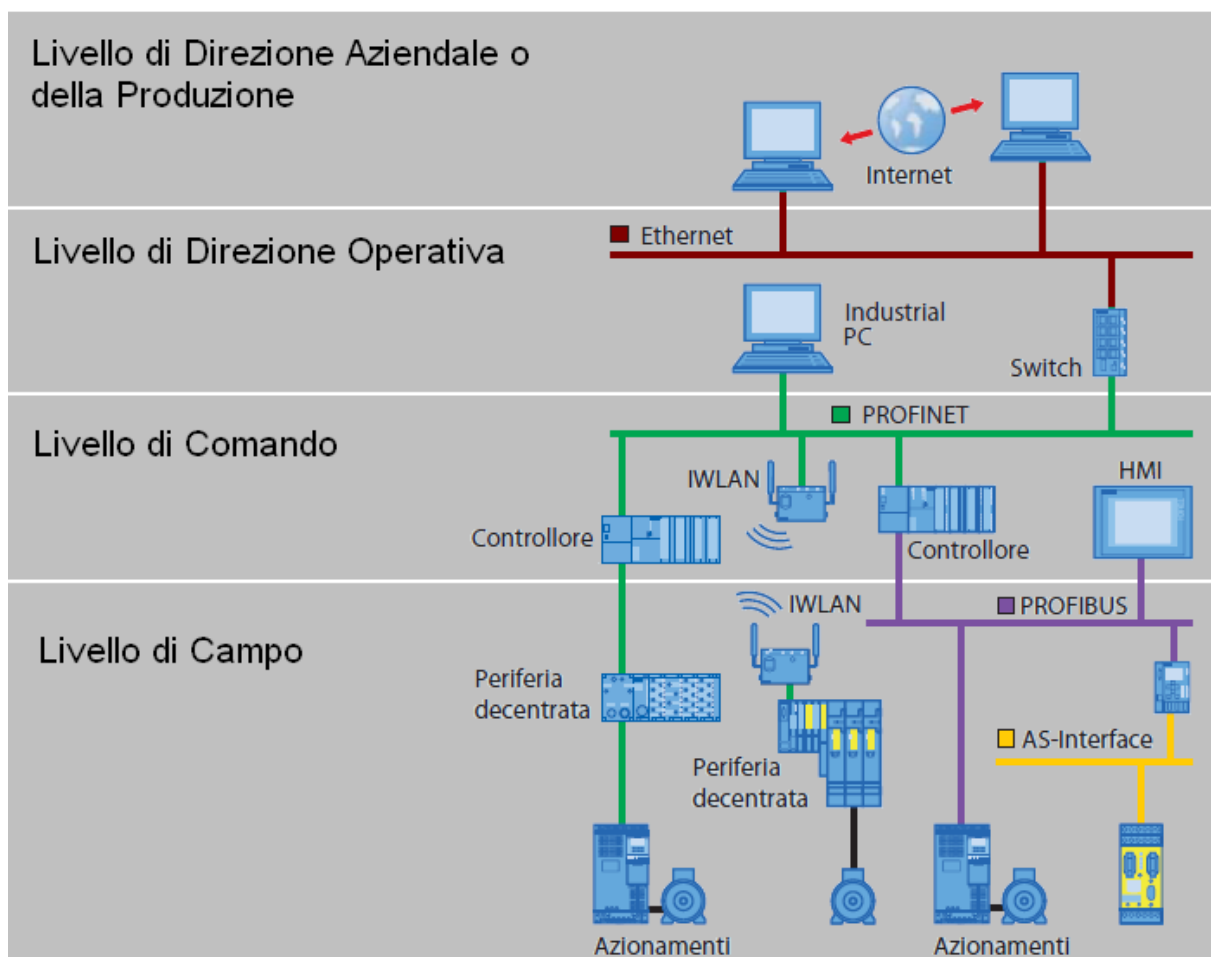 Livello di Direzione Aziendale o
della Produzione
Internet
Livello di Direzione Operativa
Ethernet
Industrial
PC
Switch
Livello di Comando
PROFINET
IWLAN
HMI
Controllore
Controllore
Livello di Campo
IWLAN
PROFIBUS
Periferia
decentrata
AS-Interface
Periferia
decentrata
Azionamenti
Azionamenti